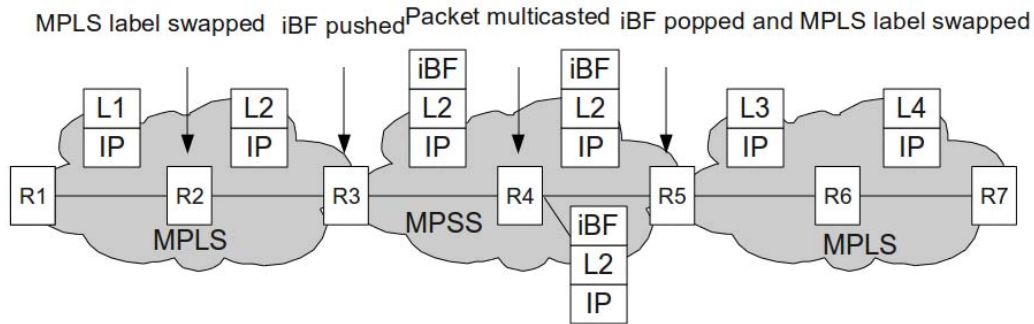 MPLS label swapped
iBF pushed
Packet multicasted
iBF popped and MPLS label swapped
L1
IP
L2
IP
iBF
L2
IP
iBF
L2
IP
L3
IP
L4
IP
R1
R2
R3
R4
R5
R6
R7
MPLS
MPSS
iBF
L2
IP
MPLS